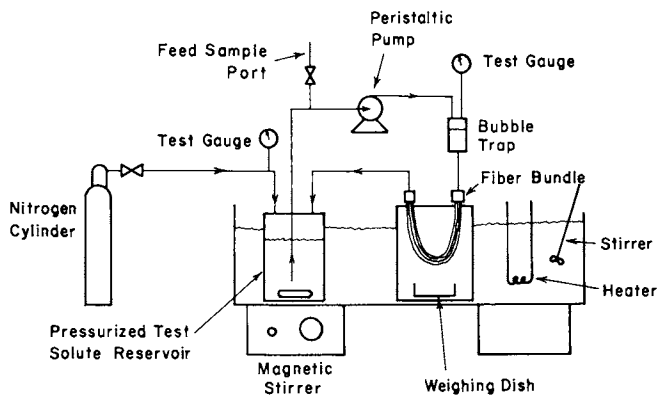 Peristaltic
Pump
Feed Sample
Port
Test Gauge
Test Gauge
Bubble
Trap
Fiber Bundle
Nitrogen
Cylinder
Stirrer
Heater
Pressurized Test
Solute Reservoir
Magnetic
Stirrer
Weighing Dish